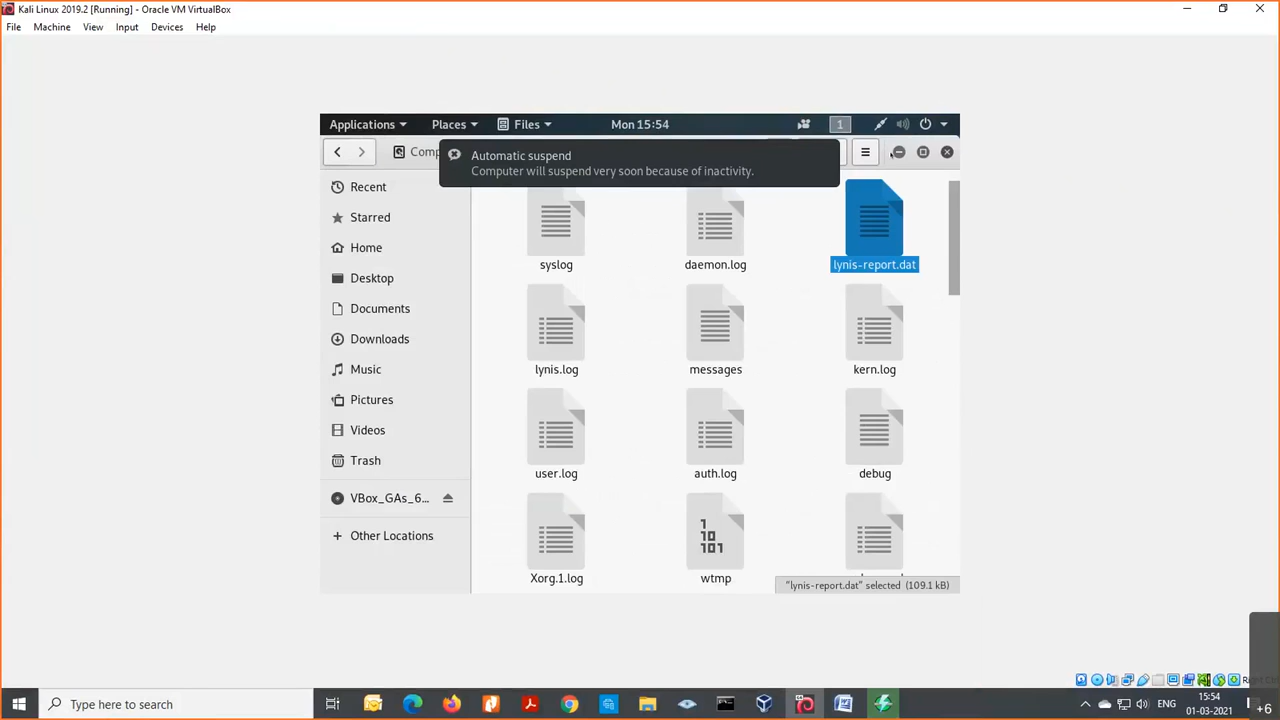 Kali Linux 2019.2 [Running] - Oracle VM VirtualBox
File Machine View Input Devices Help
Applications Places Files Mon 15:54 1
Automatic suspend
Computer will suspend very soon because of inactivity.
Recent
Starred
Home
Desktop
Documents
Downloads
Music
Pictures
Videos
Trash
VBox_GAs_6...
+ Other Locations
syslog daemon.log lynis-report.dat
lynis.log messages kern.log
user.log auth.log debug
Xorg.1.log wtmp
"lynis-report.dat" selected (109.1 kB)
Type here to search
ENG
15:54
01-03-2021
+6